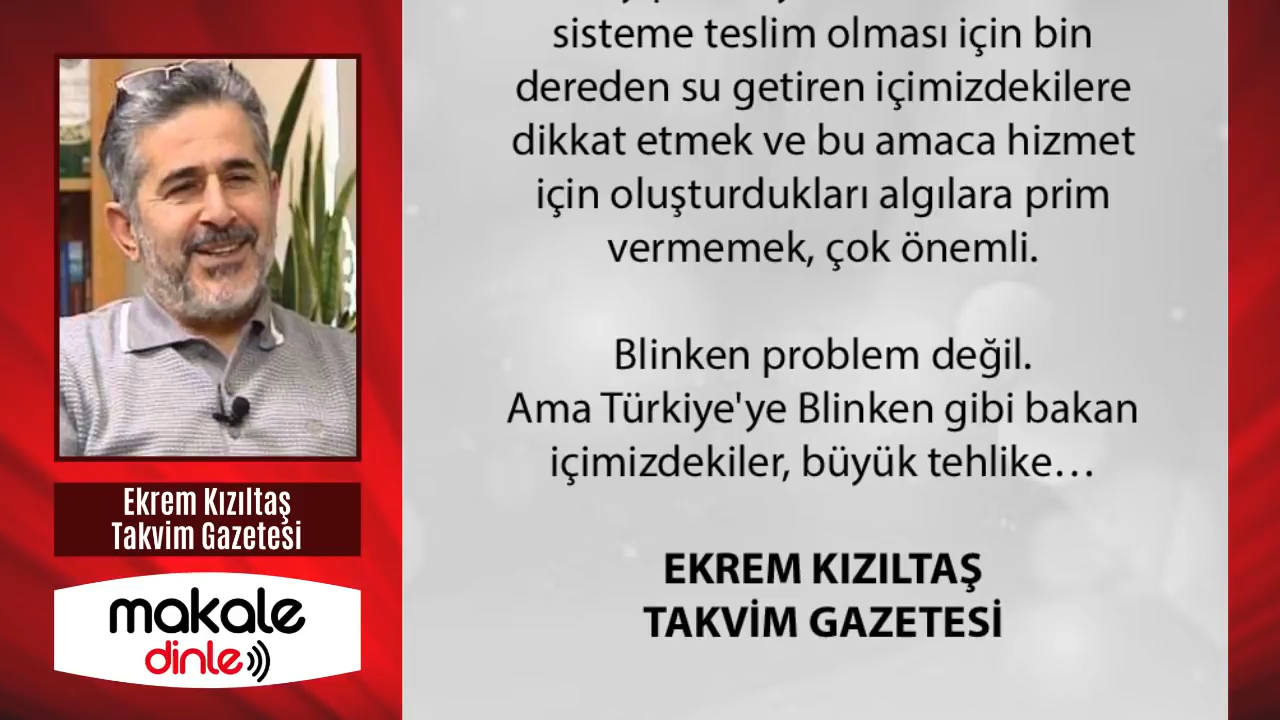 sisteme teslim olması için bin
dereden su getiren içimizdekilere
dikkat etmek ve bu amaca hizmet
için oluşturdukları algılara prim
vermemek, çok önemli.
Blinken problem değil.
Ama Türkiye'ye Blinken gibi bakan
içimizdekiler, büyük tehlike…
EKREM KIZILTAŞ
TAKVİM GAZETESİ
Ekrem Kızıltaş
Takvim Gazetesi
makale
dinle